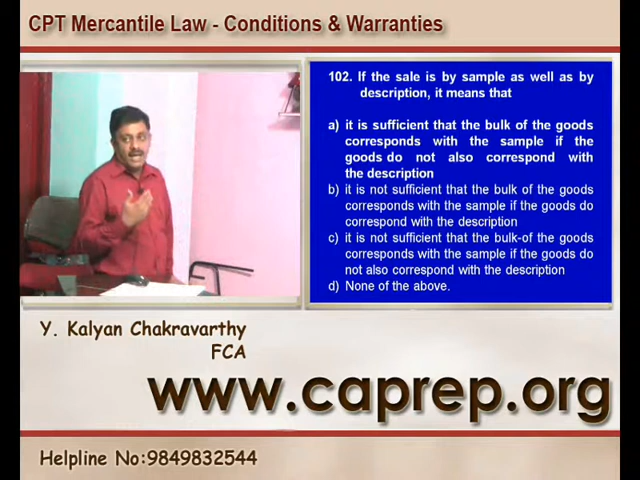 CPT Mercantile Law - Conditions & Warranties
102. If the sale is by sample as well as by
description, it means that
a) it is sufficient that the bulk of the goods
corresponds with the sample if the
goods do not also correspond with
the description
b) it is not sufficient that the bulk of the goods
corresponds with the sample if the goods do
correspond with the description
c) it is not sufficient that the bulk-of the goods
corresponds with the sample if the goods do
not also correspond with the description
d) None of the above.
Y. Kalyan Chakravarthy
FCA
www.caprep.org
Helpline No:9849832544